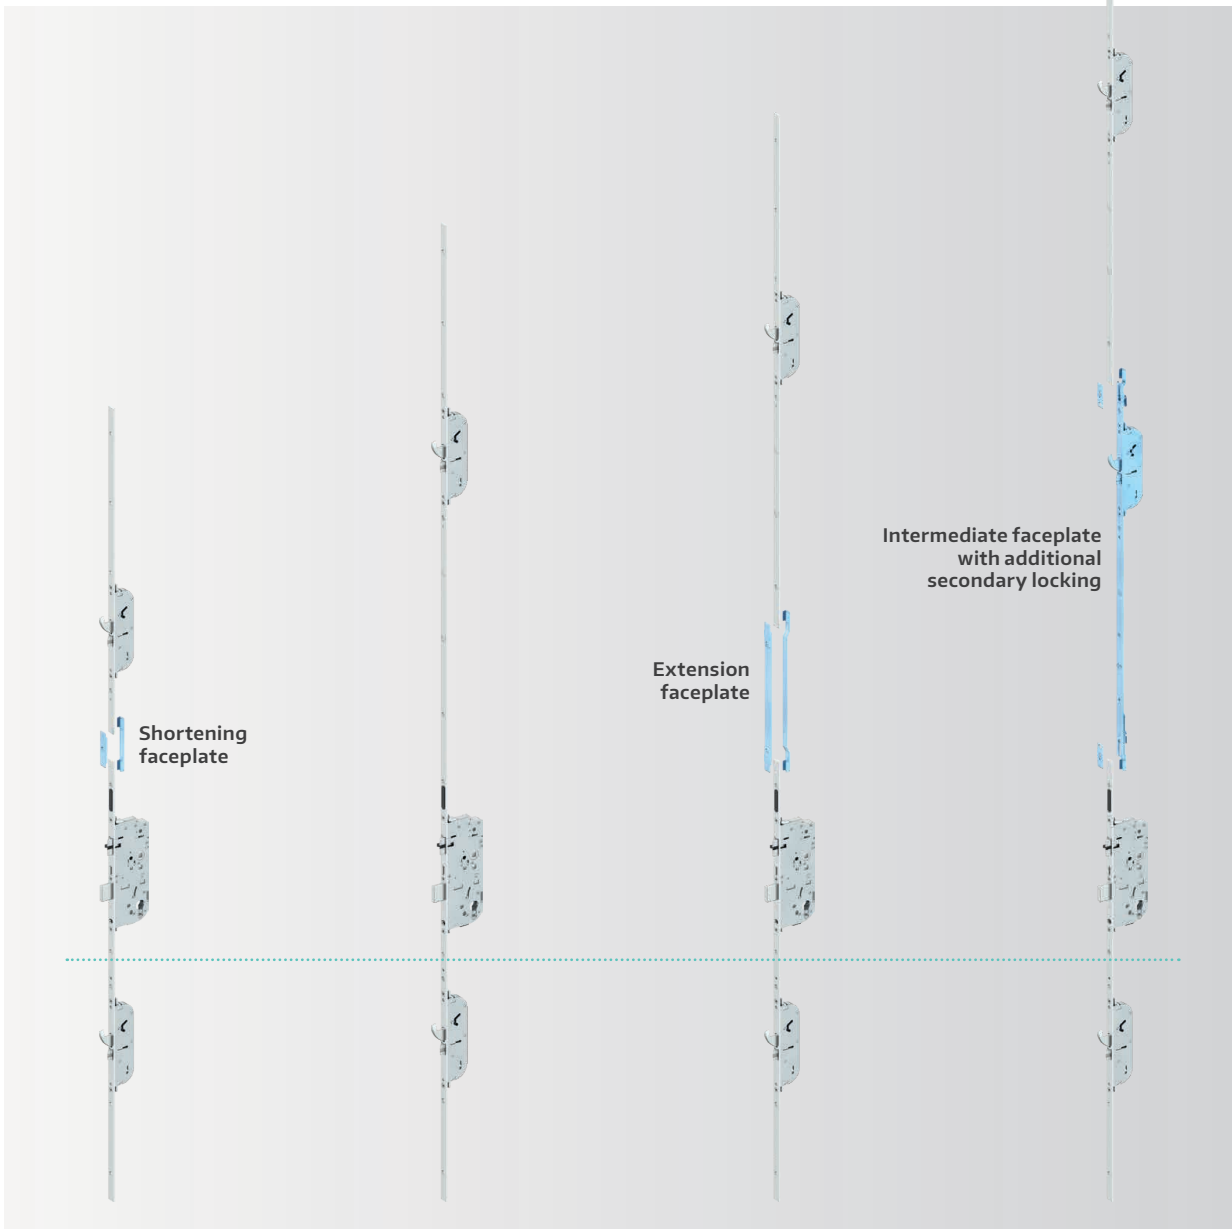 Shortening
faceplate
Extension
faceplate
Intermediate faceplate
with additional
secondary locking